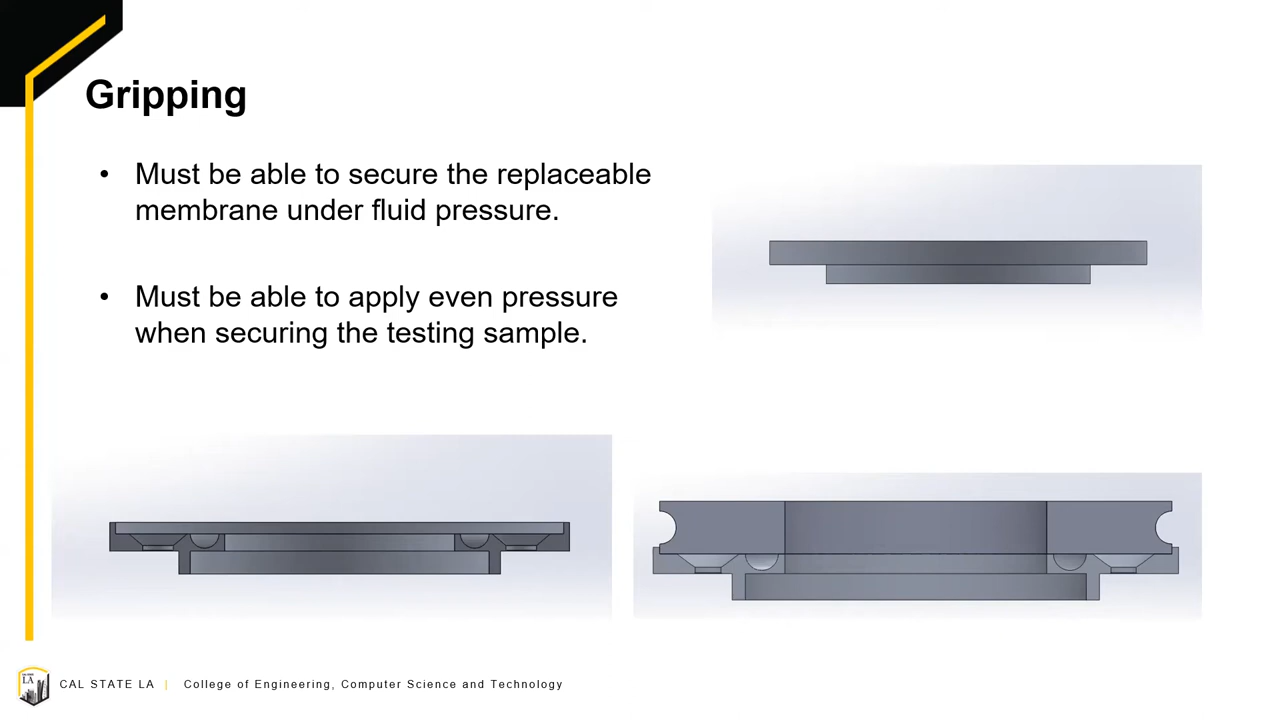 Gripping
• Must be able to secure the replaceable
membrane under fluid pressure.
• Must be able to apply even pressure
when securing the testing sample.
LA
CAL STATE LA | College of Engineering, Computer Science and Technology